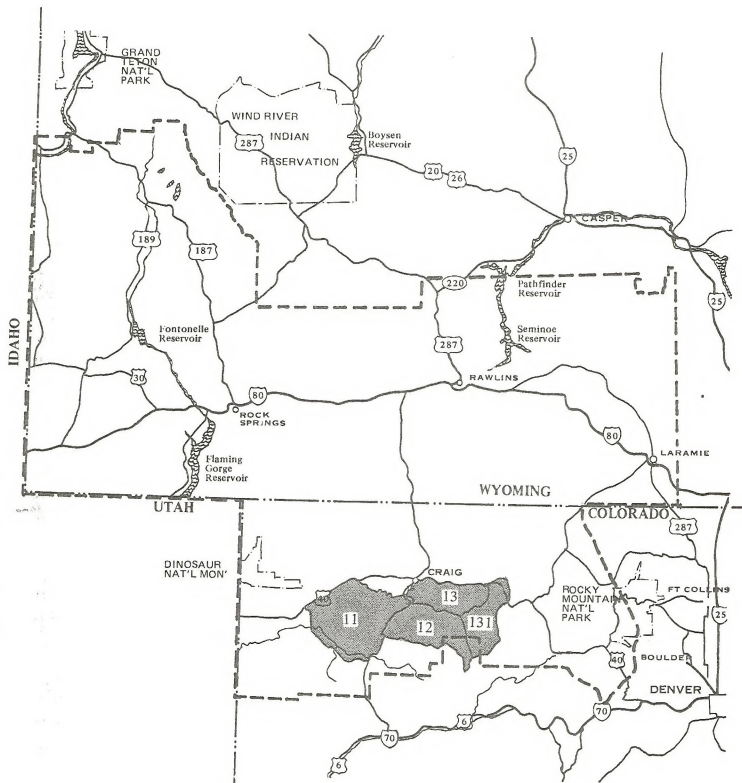 GRAND
TETON
NAT'L
PARK
WIND RIVER
INDIAN
287
RESERVATION
Boysen
Reservoir
20
26
25
CASPER
189
187
220
Pathfinder
Reservoir
25
Fontonelle
Reservoir
Seminoe
Reservoir
287
IDAHO
30
80
RAWLINS
ROCK
SPRINGS
80
LARAMIE
Flaming
Gorge
Reservoir
WYOMING
UTAH
COLORADO
287
DINOSAUR
NAT'L MON'
CRAIG
40
13
ROCKY
MOUNTAIN
NAT'L
PARK
FT COLLINS
11
12
131
25
40
BOULDER
DENVER
70
6
70
6